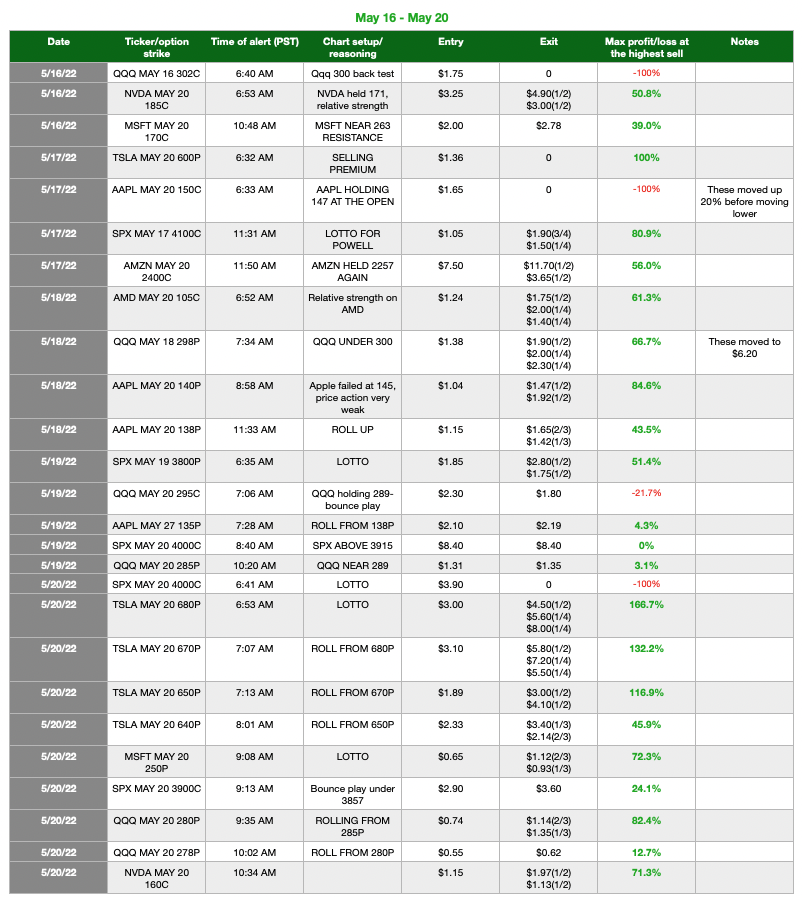 May 16 - May 20
Date Ticker/option strike Time of alert (PST) Chart setup/ reasoning Entry Exit Max profit/loss at the highest sell Notes
5/16/22 QQQ MAY 16 302C 6:40 AM Qqq 300 back test $1.75 0 -100%
5/16/22 NVDA MAY 20 185C 6:53 AM NVDA held 171, relative strength $3.25 $4.90(1/2) $3.00(1/2) 50.8%
5/16/22 MSFT MAY 20 170C 10:48 AM MSFT NEAR 263 RESISTANCE $2.00 $2.78 39.0%
5/17/22 TSLA MAY 20 600P 6:32 AM SELLING PREMIUM $1.36 0 100%
5/17/22 AAPL MAY 20 150C 6:33 AM AAPL HOLDING 147 AT THE OPEN $1.65 0 -100% These moved up 20% before moving lower
5/17/22 SPX MAY 17 4100C 11:31 AM LOTTO FOR POWELL $1.05 $1.90(3/4) $1.50(1/4) 80.9%
5/17/22 AMZN MAY 20 2400C 11:50 AM AMZN HELD 2257 AGAIN $7.50 $11.70(1/2) $3.65(1/2) 56.0%
5/18/22 AMD MAY 20 105C 6:52 AM Relative strength on AMD $1.24 $1.75(1/2) $2.00(1/4) $1.40(1/4) 61.3%
5/18/22 QQQ MAY 18 298P 7:34 AM QQQ UNDER 300 $1.38 $1.90(1/2) $2.00(1/4) $2.30(1/4) 66.7% These moved to $6.20
5/18/22 AAPL MAY 20 140P 8:58 AM Apple failed at 145, price action very weak $1.04 $1.47(1/2) $1.92(1/2) 84.6%
5/18/22 AAPL MAY 20 138P 11:33 AM ROLL UP $1.15 $1.65(2/3) $1.42(1/3) 43.5%
5/19/22 SPX MAY 19 3800P 6:35 AM LOTTO $1.85 $2.80(1/2) $1.75(1/2) 51.4%
5/19/22 QQQ MAY 20 295C 7:06 AM QQQ holding 289- bounce play $2.30 $1.80 -21.7%
5/19/22 AAPL MAY 27 135P 7:28 AM ROLL FROM 138P $2.10 $2.19 4.3%
5/19/22 SPX MAY 20 4000C 8:40 AM SPX ABOVE 3915 $8.40 $8.40 0%
5/19/22 QQQ MAY 20 285P 10:20 AM QQQ NEAR 289 $1.31 $1.35 3.1%
5/20/22 SPX MAY 20 4000C 6:41 AM LOTTO $3.90 0 -100%
5/20/22 TSLA MAY 20 680P 6:53 AM LOTTO $3.00 $4.50(1/2) $5.60(1/4) $8.00(1/4) 166.7%
5/20/22 TSLA MAY 20 670P 7:07 AM ROLL FROM 680P $3.10 $5.80(1/2) $7.20(1/4) $5.50(1/4) 132.2%
5/20/22 TSLA MAY 20 650P 7:13 AM ROLL FROM 670P $1.89 $3.00(1/2) $4.10(1/2) 116.9%
5/20/22 TSLA MAY 20 640P 8:01 AM ROLL FROM 650P $2.33 $3.40(1/3) $2.14(2/3) 45.9%
5/20/22 MSFT MAY 20 250P 9:08 AM LOTTO $0.65 $1.12(2/3) $0.93(1/3) 72.3%
5/20/22 SPX MAY 20 3900C 9:13 AM Bounce play under 3857 $2.90 $3.60 24.1%
5/20/22 QQQ MAY 20 280P 9:35 AM ROLLING FROM 285P $0.74 $1.14(2/3) $1.35(1/3) 82.4%
5/20/22 QQQ MAY 20 278P 10:02 AM ROLL FROM 280P $0.55 $0.62 12.7%
5/20/22 NVDA MAY 20 160C 10:34 AM $1.15 $1.97(1/2) $1.13(1/2) 71.3%